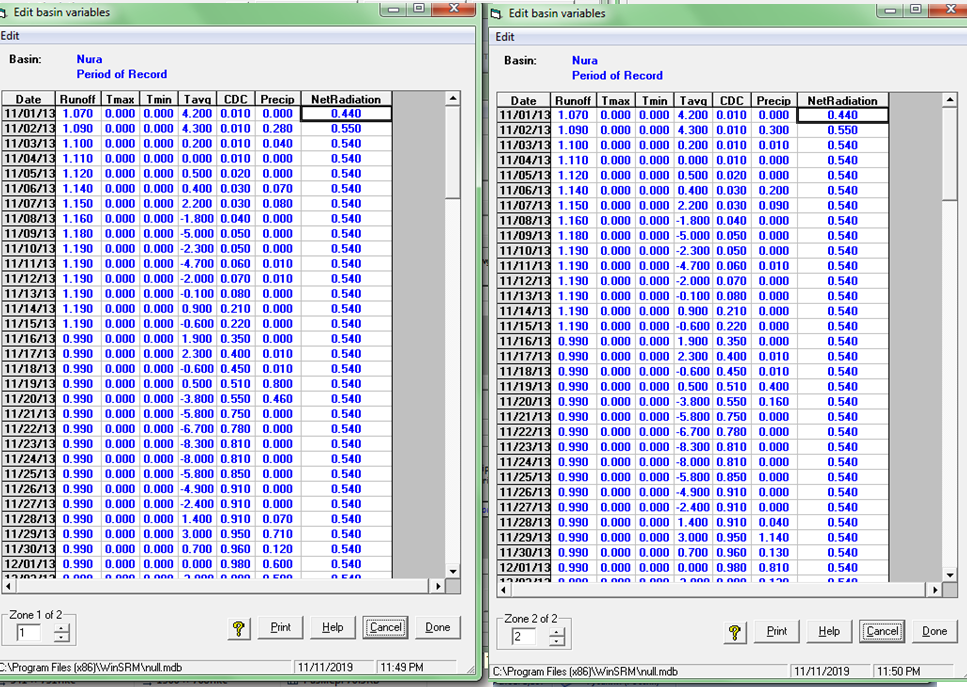 Edit basin variables
Edit
Basin: Nura
Period of Record
Date Runoff Tmax Tmin Tavg CDC Precip NetRadiation
11/01/13 1.070 0.000 0.000 4.200 0.010 0.000 0.440
11/02/13 1.090 0.000 0.000 4.300 0.010 0.280 0.550
11/03/13 1.100 0.000 0.000 0.200 0.010 0.040 0.540
11/04/13 1.110 0.000 0.000 0.000 0.010 0.000 0.540
11/05/13 1.120 0.000 0.000 0.500 0.020 0.000 0.540
11/06/13 1.140 0.000 0.000 0.400 0.030 0.070 0.540
11/07/13 1.150 0.000 0.000 2.200 0.030 0.080 0.540
11/08/13 1.160 0.000 0.000 -1.800 0.040 0.000 0.540
11/09/13 1.180 0.000 0.000 -5.000 0.050 0.000 0.540
11/10/13 1.190 0.000 0.000 -2.300 0.050 0.000 0.540
11/11/13 1.190 0.000 0.000 -4.700 0.060 0.010 0.540
11/12/13 1.190 0.000 0.000 -2.000 0.070 0.010 0.540
11/13/13 1.190 0.000 0.000 -0.100 0.080 0.000 0.540
11/14/13 1.190 0.000 0.000 0.900 0.210 0.000 0.540
11/15/13 1.190 0.000 0.000 -0.600 0.220 0.000 0.540
11/16/13 0.990 0.000 0.000 1.900 0.350 0.000 0.540
11/17/13 0.990 0.000 0.000 2.300 0.400 0.010 0.540
11/18/13 0.990 0.000 0.000 -0.600 0.450 0.010 0.540
11/19/13 0.990 0.000 0.000 0.500 0.510 0.800 0.540
11/20/13 0.990 0.000 0.000 -3.800 0.550 0.460 0.540
11/21/13 0.990 0.000 0.000 -5.800 0.750 0.000 0.540
11/22/13 0.990 0.000 0.000 -6.700 0.780 0.000 0.540
11/23/13 0.990 0.000 0.000 -8.300 0.810 0.000 0.540
11/24/13 0.990 0.000 0.000 -8.000 0.810 0.000 0.540
11/25/13 0.990 0.000 0.000 -5.800 0.850 0.000 0.540
11/26/13 0.990 0.000 0.000 -4.900 0.910 0.000 0.540
11/27/13 0.990 0.000 0.000 -2.400 0.910 0.000 0.540
11/28/13 0.990 0.000 0.000 1.400 0.910 0.070 0.540
11/29/13 0.990 0.000 0.000 3.000 0.950 0.710 0.540
11/30/13 0.990 0.000 0.000 0.700 0.960 0.120 0.540
12/01/13 0.990 0.000 0.000 0.000 0.980 0.600 0.540
Zone 1 of 2
1 ? Print Help Cancel Done
C:\Program Files (x86)\WinSRM\null.mdb 11/11/2019 11:49 PM
Edit basin variables
Edit
Basin: Nura
Period of Record
Date Runoff Tmax Tmin Tavg CDC Precip NetRadiation
11/01/13 1.070 0.000 0.000 4.200 0.010 0.000 0.440
11/02/13 1.090 0.000 0.000 4.300 0.010 0.300 0.550
11/03/13 1.100 0.000 0.000 0.200 0.010 0.010 0.540
11/04/13 1.110 0.000 0.000 0.000 0.010 0.000 0.540
11/05/13 1.120 0.000 0.000 0.500 0.020 0.000 0.540
11/06/13 1.140 0.000 0.000 0.400 0.030 0.200 0.540
11/07/13 1.150 0.000 0.000 2.200 0.030 0.090 0.540
11/08/13 1.160 0.000 0.000 -1.800 0.040 0.000 0.540
11/09/13 1.180 0.000 0.000 -5.000 0.050 0.000 0.540
11/10/13 1.190 0.000 0.000 -2.300 0.050 0.000 0.540
11/11/13 1.190 0.000 0.000 -4.700 0.060 0.010 0.540
11/12/13 1.190 0.000 0.000 -2.000 0.070 0.000 0.540
11/13/13 1.190 0.000 0.000 -0.100 0.080 0.000 0.540
11/14/13 1.190 0.000 0.000 0.900 0.210 0.000 0.540
11/15/13 1.190 0.000 0.000 -0.600 0.220 0.000 0.540
11/16/13 0.990 0.000 0.000 1.900 0.350 0.000 0.540
11/17/13 0.990 0.000 0.000 2.300 0.400 0.010 0.540
11/18/13 0.990 0.000 0.000 -0.600 0.450 0.010 0.540
11/19/13 0.990 0.000 0.000 0.500 0.510 0.400 0.540
11/20/13 0.990 0.000 0.000 -3.800 0.550 0.160 0.540
11/21/13 0.990 0.000 0.000 -5.800 0.750 0.000 0.540
11/22/13 0.990 0.000 0.000 -6.700 0.780 0.000 0.540
11/23/13 0.990 0.000 0.000 -8.300 0.810 0.000 0.540
11/24/13 0.990 0.000 0.000 -8.000 0.810 0.000 0.540
11/25/13 0.990 0.000 0.000 -5.800 0.850 0.000 0.540
11/26/13 0.990 0.000 0.000 -4.900 0.910 0.000 0.540
11/27/13 0.990 0.000 0.000 -2.400 0.910 0.000 0.540
11/28/13 0.990 0.000 0.000 1.400 0.910 0.040 0.540
11/29/13 0.990 0.000 0.000 3.000 0.950 1.140 0.540
11/30/13 0.990 0.000 0.000 0.700 0.960 0.130 0.540
12/01/13 0.990 0.000 0.000 0.000 0.980 0.810 0.540
Zone 2 of 2
2 ? Print Help Cancel Done
C:\Program Files (x86)\WinSRM\null.mdb 11/11/2019 11:50 PM